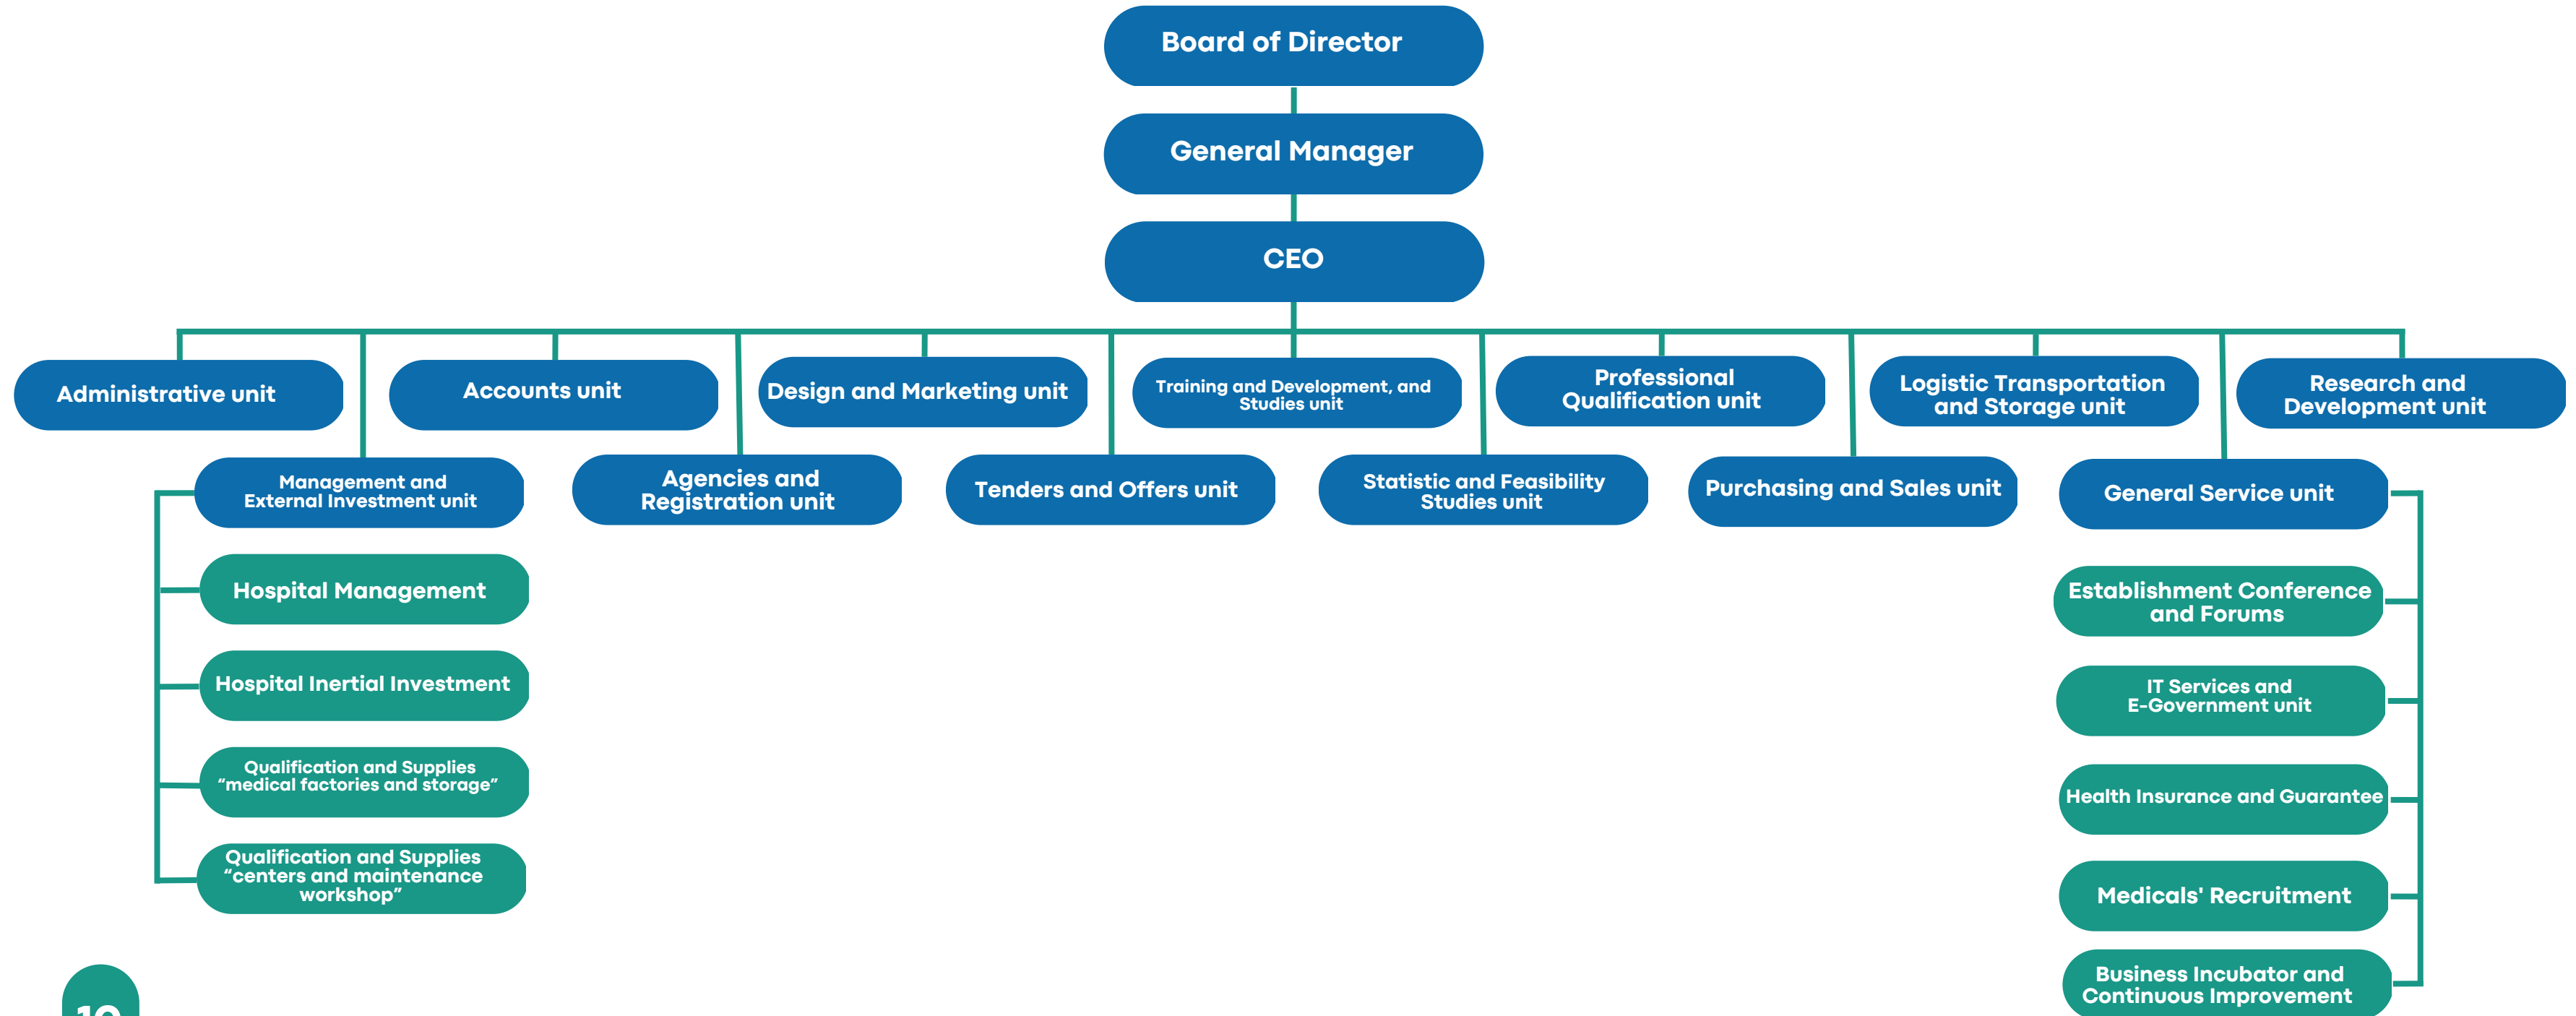 Board of Director
General Manager
CEO
Administrative unit
Accounts unit
Design and Marketing unit
Training and Development, and
Studies unit
Professional
Qualification unit
Logistic Transportation
and Storage unit
Research and
Development unit
Management and
External Investment unit
Agencies and
Registration unit
Tenders and Offers unit
Statistic and Feasibility
Studies unit
Purchasing and Sales unit
General Service unit
Hospital Management
Hospital Inertial Investment
Qualification and Supplies
“medical factories and storage”
Qualification and Supplies
“centers and maintenance
workshop”
Establishment Conference
and Forums
IT Services and
E-Government unit
Health Insurance and Guarantee
Medicals' Recruitment
Business Incubator and
Continuous Improvement